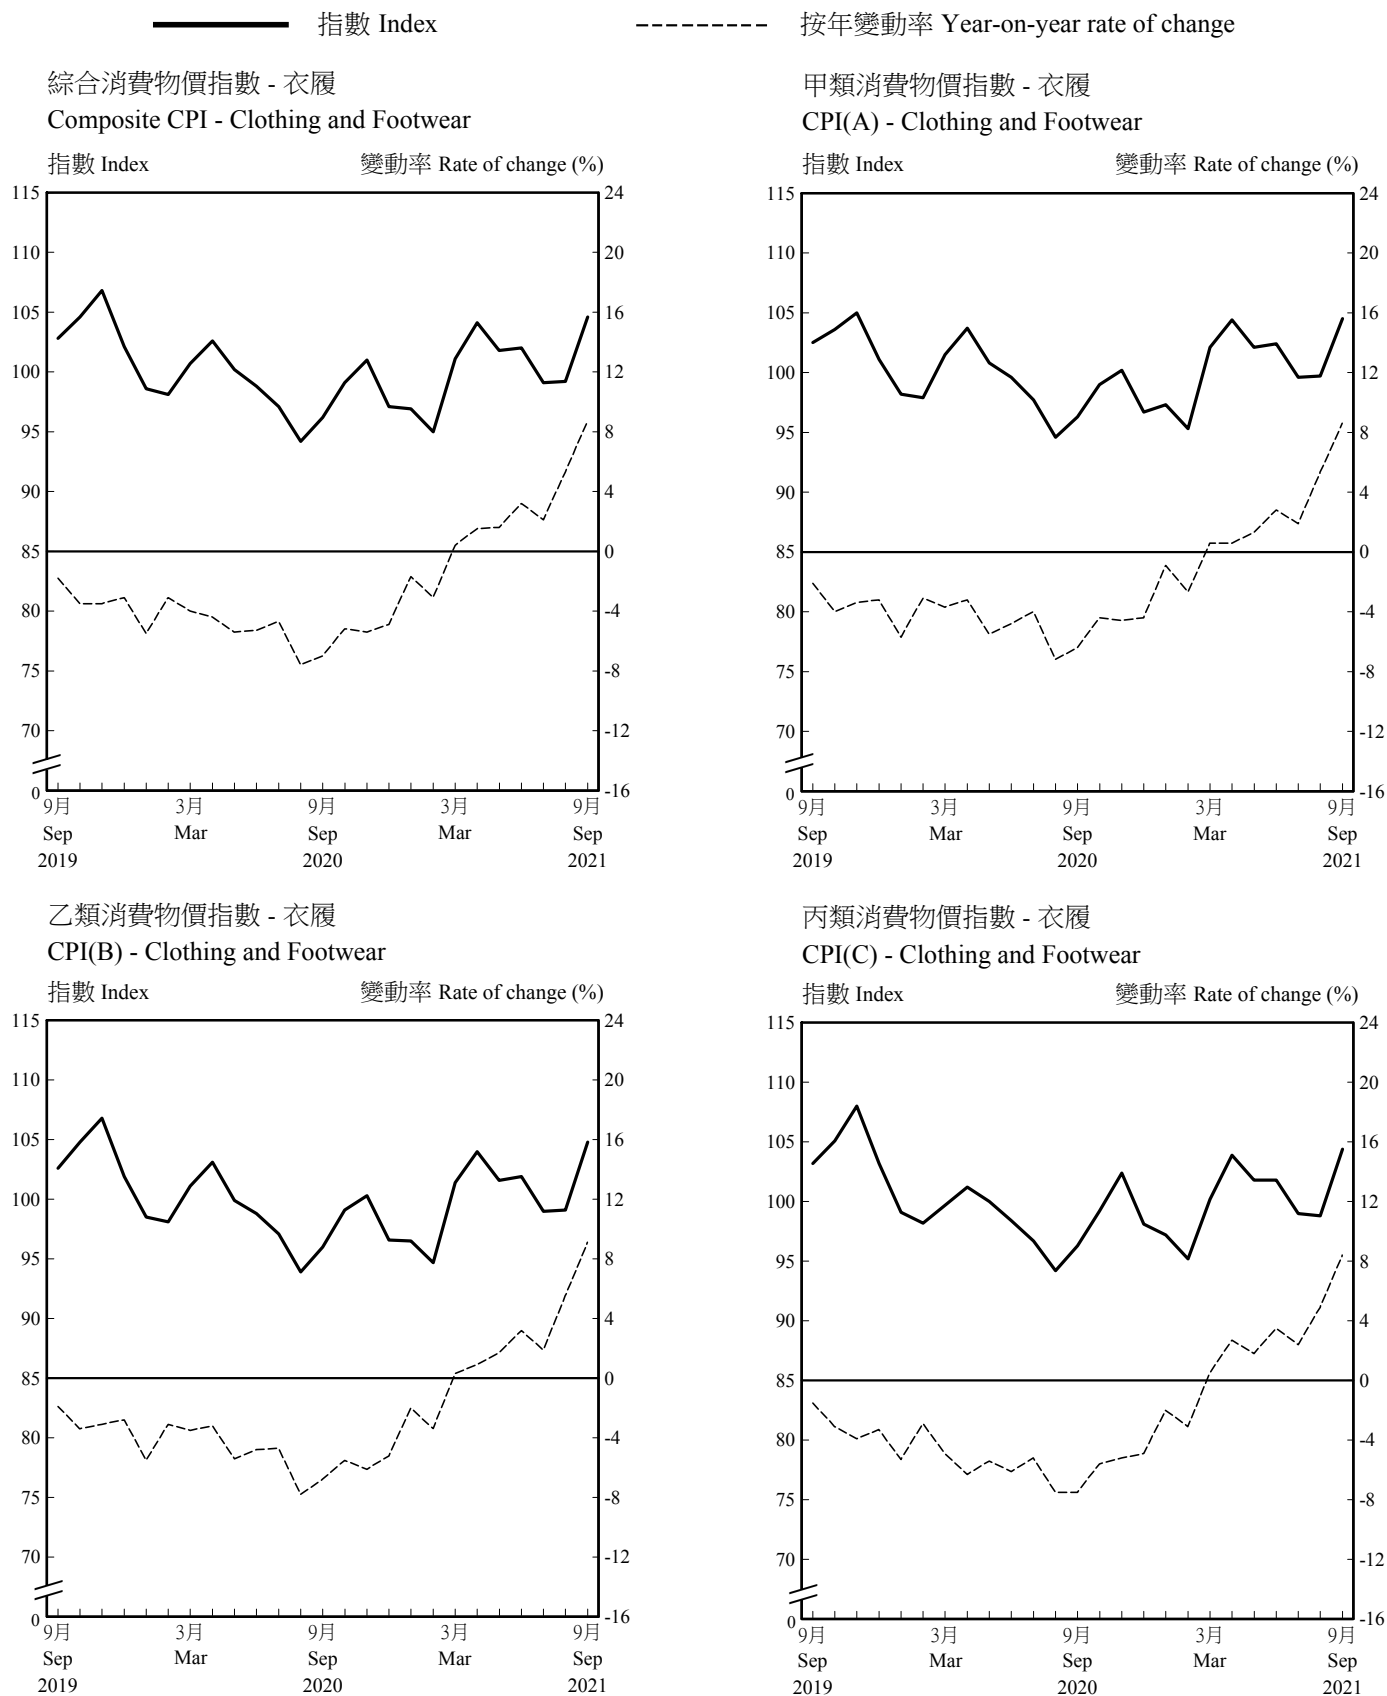 指數 Index 按年變動率 Year-on-year rate of change
綜合消費物價指數 - 衣履
Composite CPI - Clothing and Footwear
指數 Index 變動率 Rate of change (%)
115 24
110 20
105 16
100 12
95 8
90 4
85 0
80 -4
75 -8
70 -12
0 -16
9月 3月 9月 3月 9月
Sep Mar Sep Mar Sep
2019 2020 2021
甲類消費物價指數 - 衣履
CPI(A) - Clothing and Footwear
指數 Index 變動率 Rate of change (%)
115 24
110 20
105 16
100 12
95 8
90 4
85 0
80 -4
75 -8
70 -12
0 -16
9月 3月 9月 3月 9月
Sep Mar Sep Mar Sep
2019 2020 2021
乙類消費物價指數 - 衣履
CPI(B) - Clothing and Footwear
指數 Index 變動率 Rate of change (%)
115 24
110 20
105 16
100 12
95 8
90 4
85 0
80 -4
75 -8
70 -12
0 -16
9月 3月 9月 3月 9月
Sep Mar Sep Mar Sep
2019 2020 2021
丙類消費物價指數 - 衣履
CPI(C) - Clothing and Footwear
指數 Index 變動率 Rate of change (%)
115 24
110 20
105 16
100 12
95 8
90 4
85 0
80 -4
75 -8
70 -12
0 -16
9月 3月 9月 3月 9月
Sep Mar Sep Mar Sep
2019 2020 2021